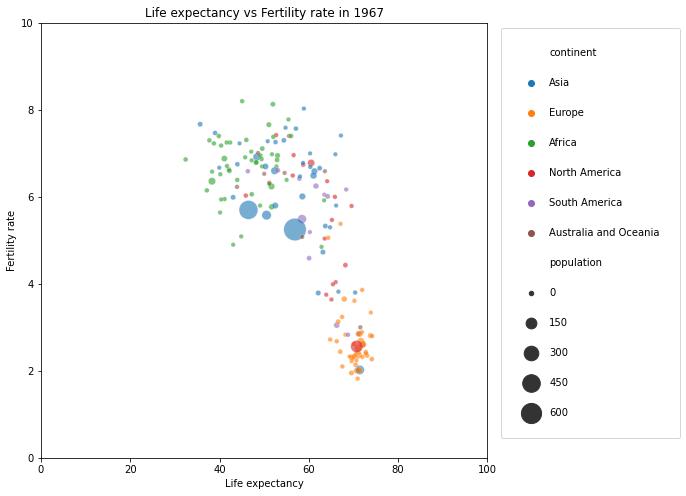 Life expectancy vs Fertility rate in 1967
10
8
6
4
2
0
Fertility rate
0 20 40 60 80 100
Life expectancy
continent
Asia
Europe
Africa
North America
South America
Australia and Oceania
population
0
150
300
450
600